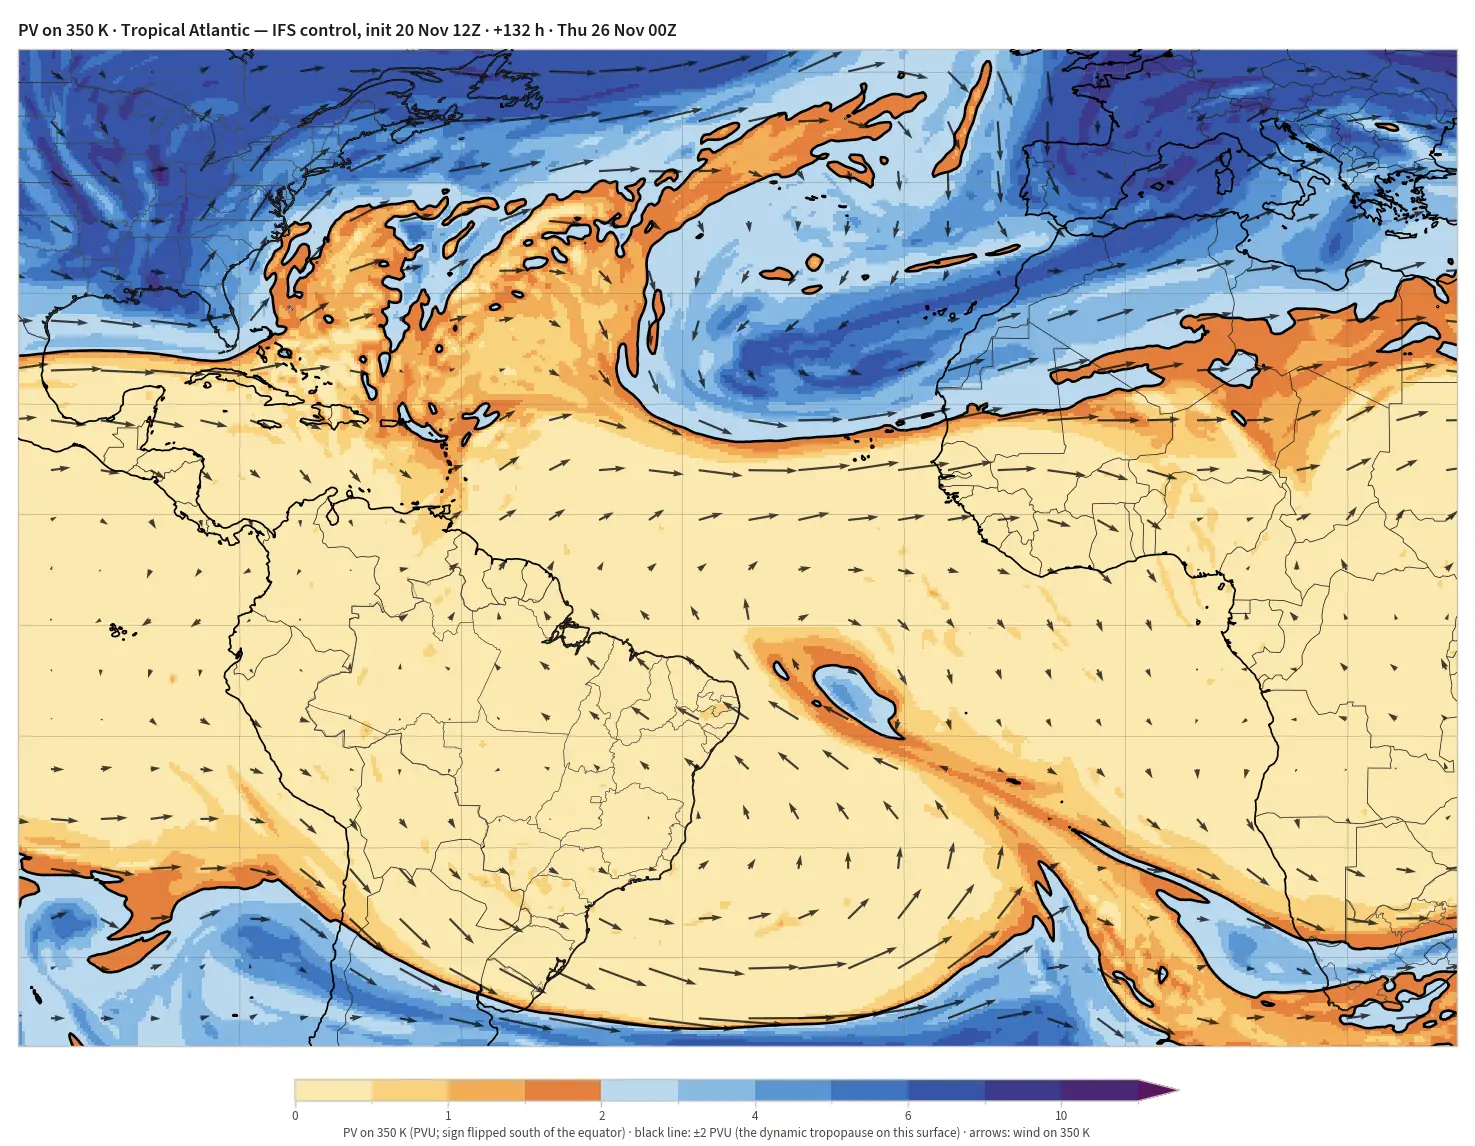 PV on 350 K · Tropical Atlantic — IFS control, init 20 Nov 12Z · +132 h · Thu 26 Nov 00Z
0 1 2 4 6 10
PV on 350 K (PVU; sign flipped south of the equator) · black line: ±2 PVU (the dynamic tropopause on this surface) · arrows: wind on 350 K